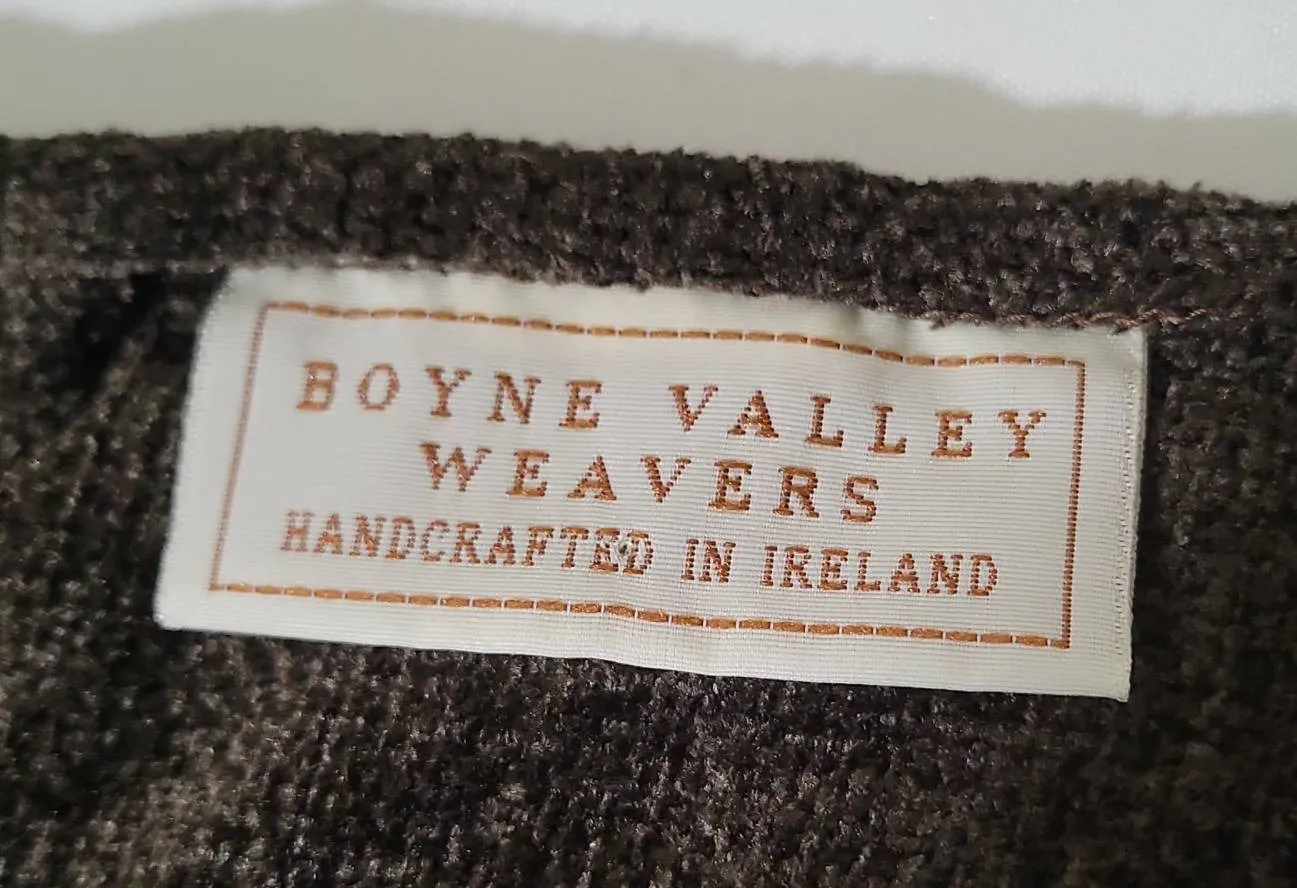 BOYNE VALLEY
WEAVERS
HANDCRAFTED IN IRELAND